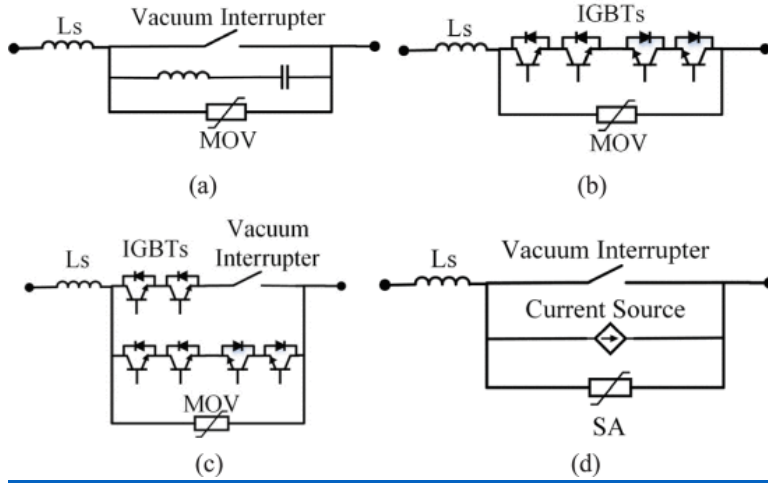 Vacuum Interrupter
Ls
MOV
(a)
IGBTs
Ls
MOV
(b)
Vacuum
Interrupter
IGBTs
Ls
MOV
(c)
Vacuum Interrupter
Ls
Current Source
SA
(d)